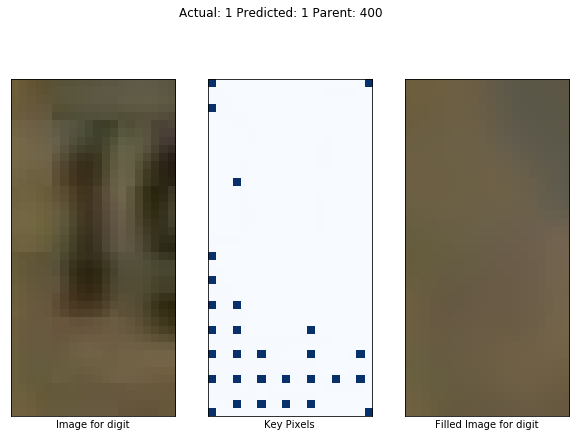 Actual: 1 Predicted: 1 Parent: 400
Image for digit
Key Pixels
Filled Image for digit